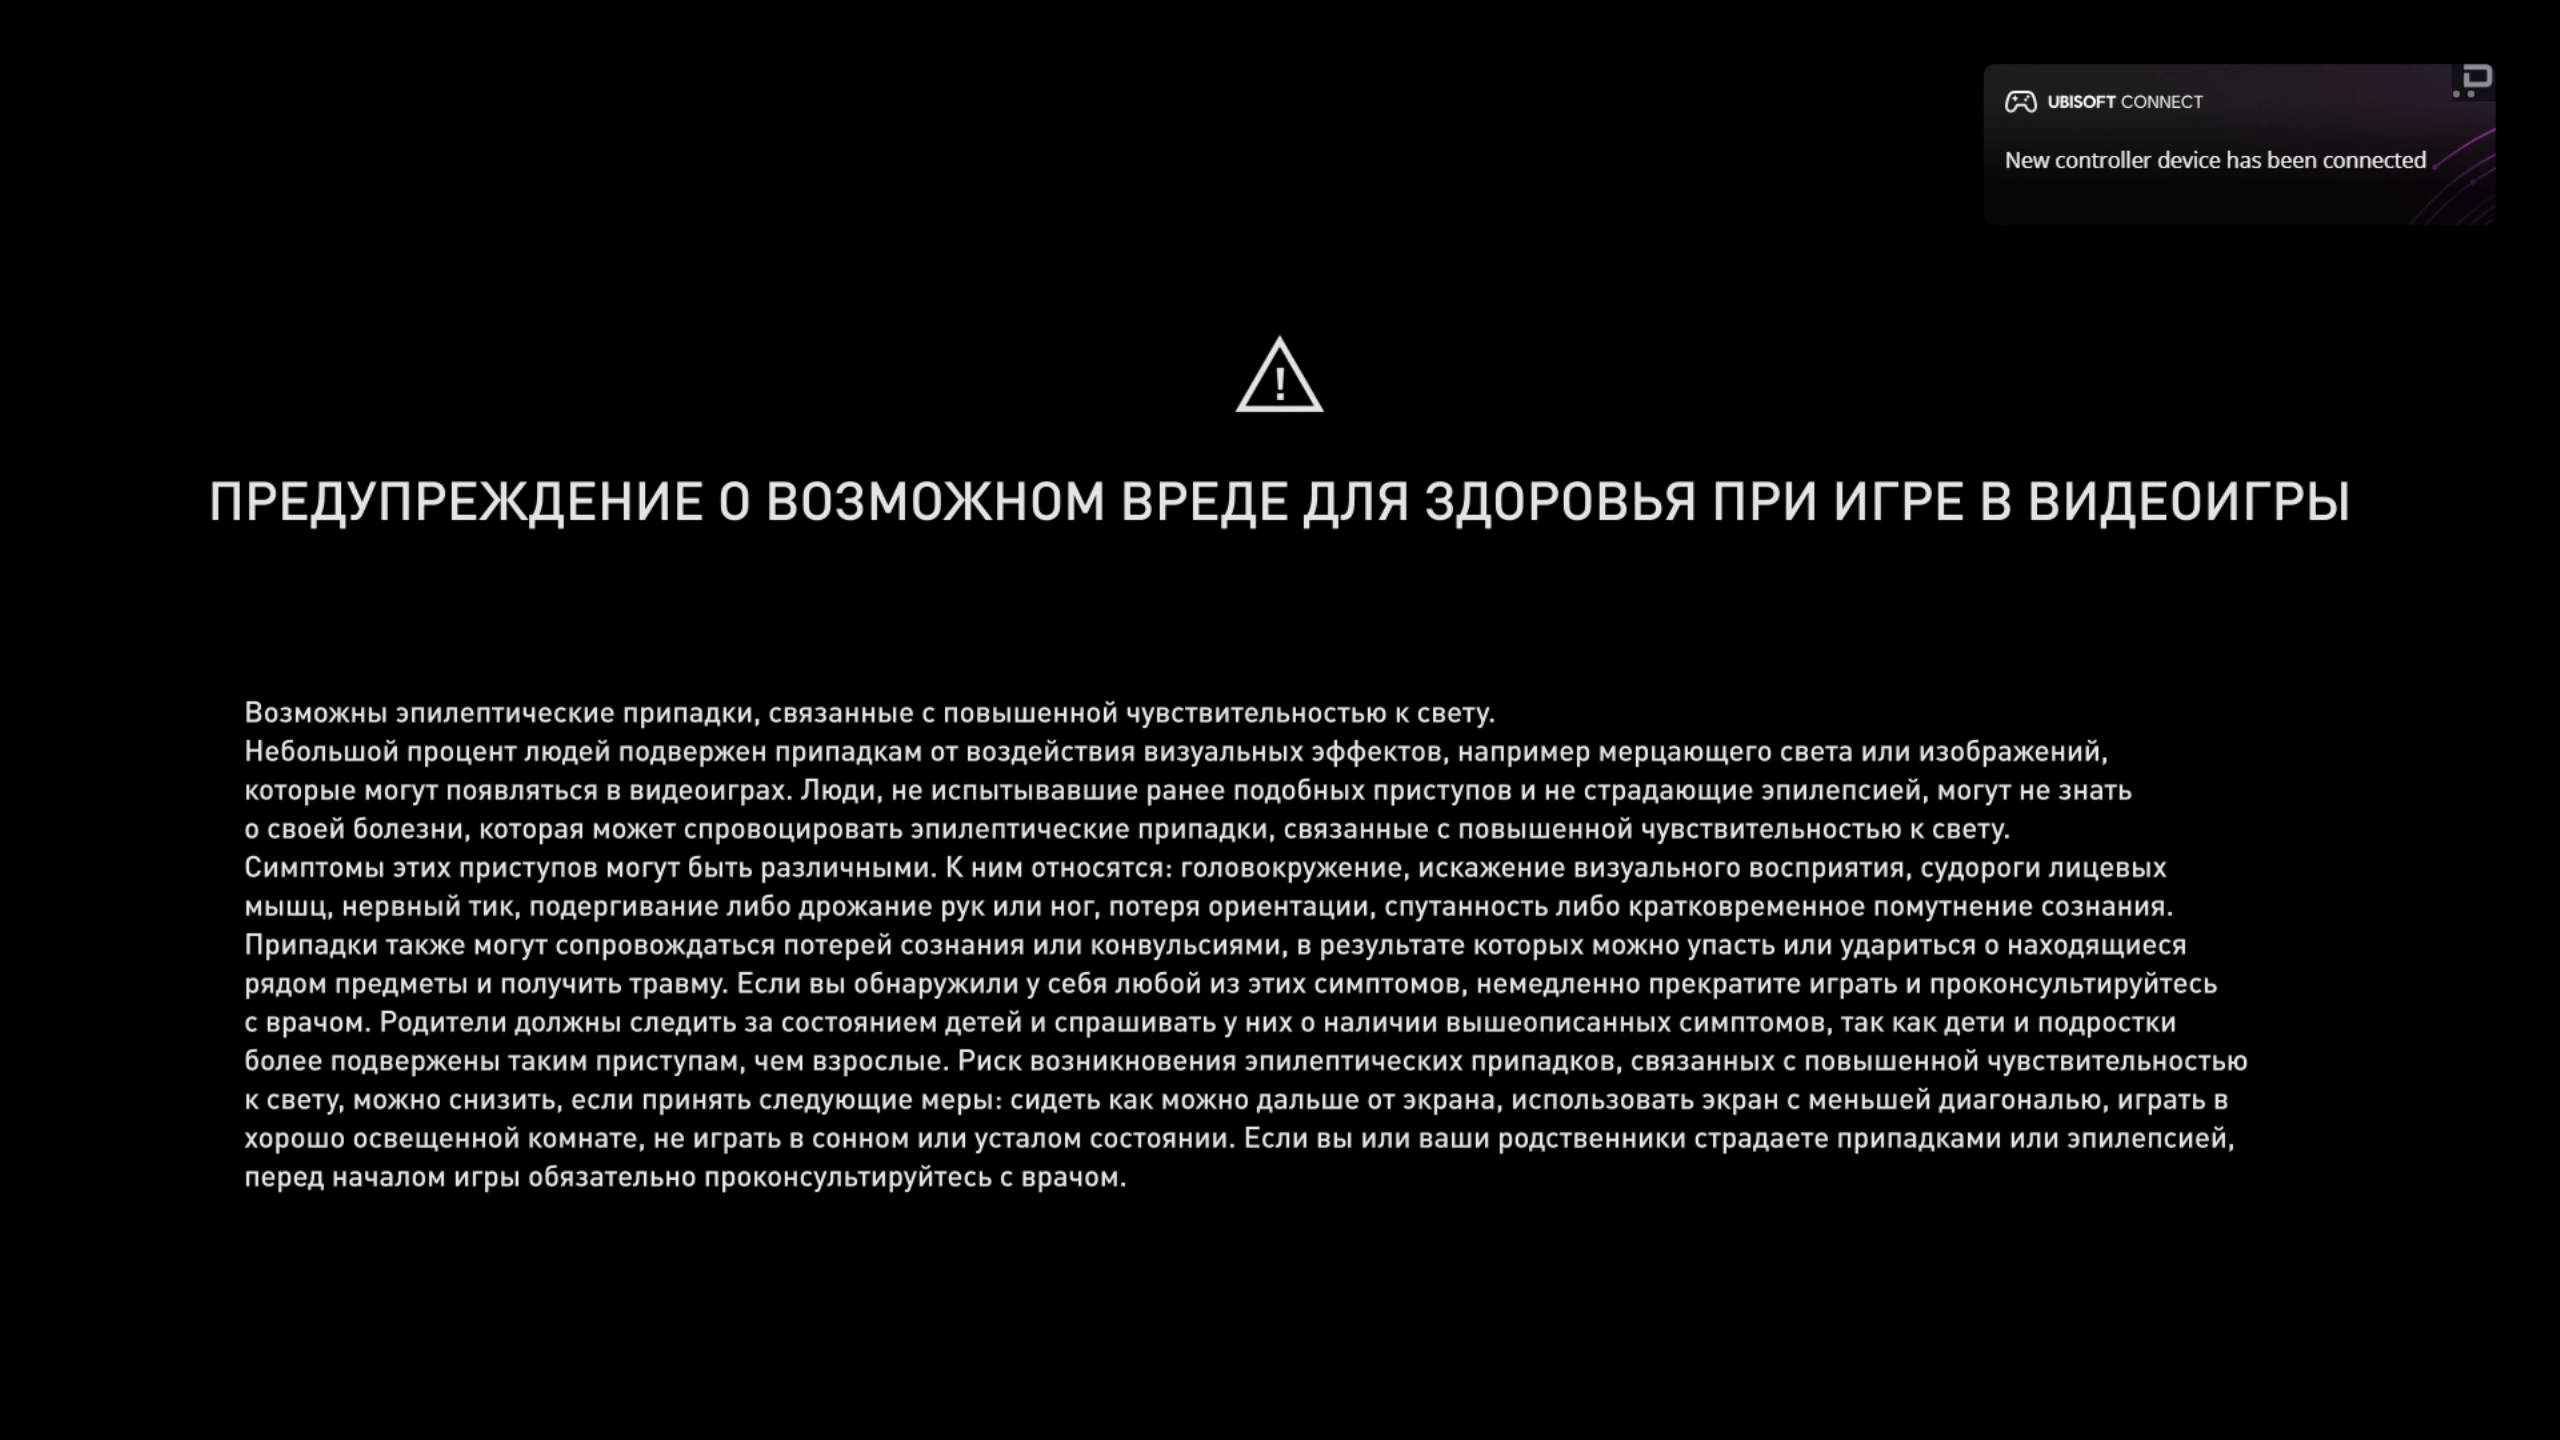 UBISOFT CONNECT
New controller device has been connected
ПРЕДУПРЕЖДЕНИЕ О ВОЗМОЖНОМ ВРЕДЕ ДЛЯ ЗДОРОВЬЯ ПРИ ИГРЕ В ВИДЕОИГРЫ
Возможны эпилептические припадки, связанные с повышенной чувствительностью к свету.
Небольшой процент людей подвержен припадкам от воздействия визуальных эффектов, например мерцающего света или изображений,
которые могут появляться в видеоиграх. Люди, не испытывавшие ранее подобных приступов и не страдающие эпилепсией, могут не знать
о своей болезни, которая может спровоцировать эпилептические припадки, связанные с повышенной чувствительностью к свету.
Симптомы этих приступов могут быть различными. К ним относятся: головокружение, искажение визуального восприятия, судороги лицевых
мышц, нервный тик, подергивание либо дрожание рук или ног, потеря ориентации, спутанность либо кратковременное помутнение сознания.
Припадки также могут сопровождаться потерей сознания или конвульсиями, в результате которых можно упасть или удариться о находящиеся
рядом предметы и получить травму. Если вы обнаружили у себя любой из этих симптомов, немедленно прекратите играть и проконсультируйтесь
с врачом. Родители должны следить за состоянием детей и спрашивать у них о наличии вышеописанных симптомов, так как дети и подростки
более подвержены таким приступам, чем взрослые. Риск возникновения эпилептических припадков, связанных с повышенной чувствительностью
к свету, можно снизить, если принять следующие меры: сидеть как можно дальше от экрана, использовать экран с меньшей диагональю, играть в
хорошо освещенной комнате, не играть в сонном или усталом состоянии. Если вы или ваши родственники страдаете припадками или эпилепсией,
перед началом игры обязательно проконсультируйтесь с врачом.